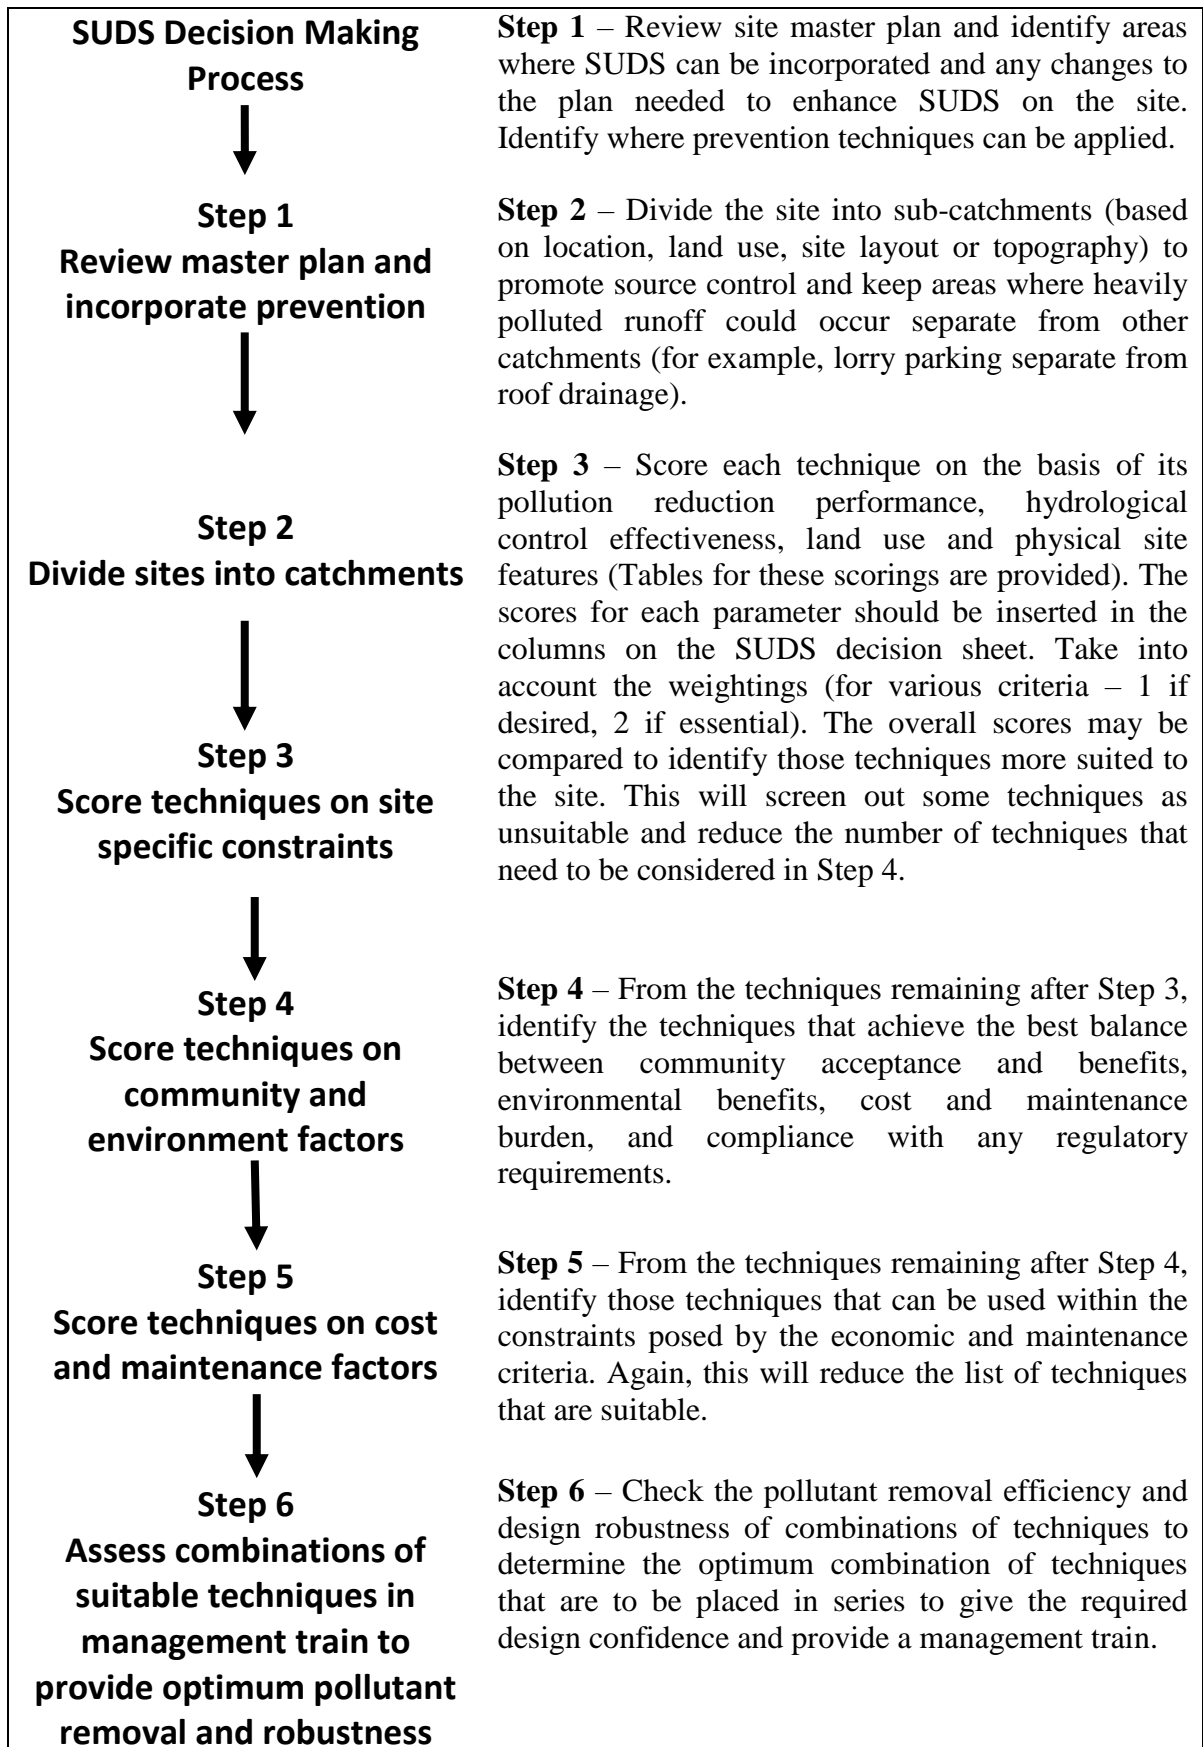 SUDS Decision Making
Process
Step 1
Review master plan and
incorporate prevention
Step 2
Divide sites into catchments
Step 3
Score techniques on site
specific constraints
Step 4
Score techniques on
community and
environment factors
Step 5
Score techniques on cost
and maintenance factors
Step 6
Assess combinations of
suitable techniques in
management train to
provide optimum pollutant
removal and robustness
Step 1 – Review site master plan and identify areas
where SUDS can be incorporated and any changes to
the plan needed to enhance SUDS on the site.
Identify where prevention techniques can be applied.
Step 2 – Divide the site into sub-catchments (based
on location, land use, site layout or topography) to
promote source control and keep areas where heavily
polluted runoff could occur separate from other
catchments (for example, lorry parking separate from
roof drainage).
Step 3 – Score each technique on the basis of its
pollution reduction performance, hydrological
control effectiveness, land use and physical site
features (Tables for these scorings are provided). The
scores for each parameter should be inserted in the
columns on the SUDS decision sheet. Take into
account the weightings (for various criteria – 1 if
desired, 2 if essential). The overall scores may be
compared to identify those techniques more suited to
the site. This will screen out some techniques as
unsuitable and reduce the number of techniques that
need to be considered in Step 4.
Step 4 – From the techniques remaining after Step 3,
identify the techniques that achieve the best balance
between community acceptance and benefits,
environmental benefits, cost and maintenance
burden, and compliance with any regulatory
requirements.
Step 5 – From the techniques remaining after Step 4,
identify those techniques that can be used within the
constraints posed by the economic and maintenance
criteria. Again, this will reduce the list of techniques
that are suitable.
Step 6 – Check the pollutant removal efficiency and
design robustness of combinations of techniques to
determine the optimum combination of techniques
that are to be placed in series to give the required
design confidence and provide a management train.